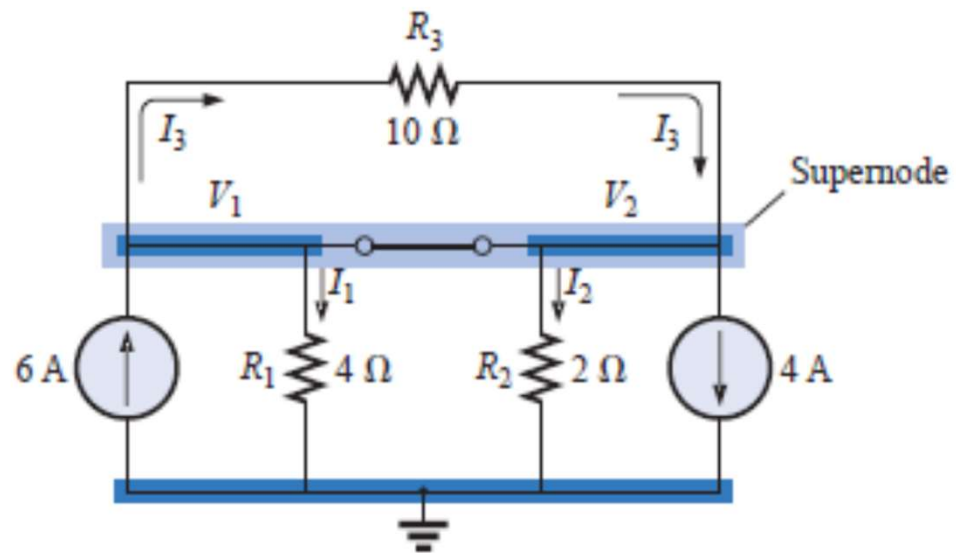 R₃
10 Ω
I₃
I₃
Supernode
V₁
V₂
I₁
I₂
6 A
R₁
4 Ω
R₂
2 Ω
4 A